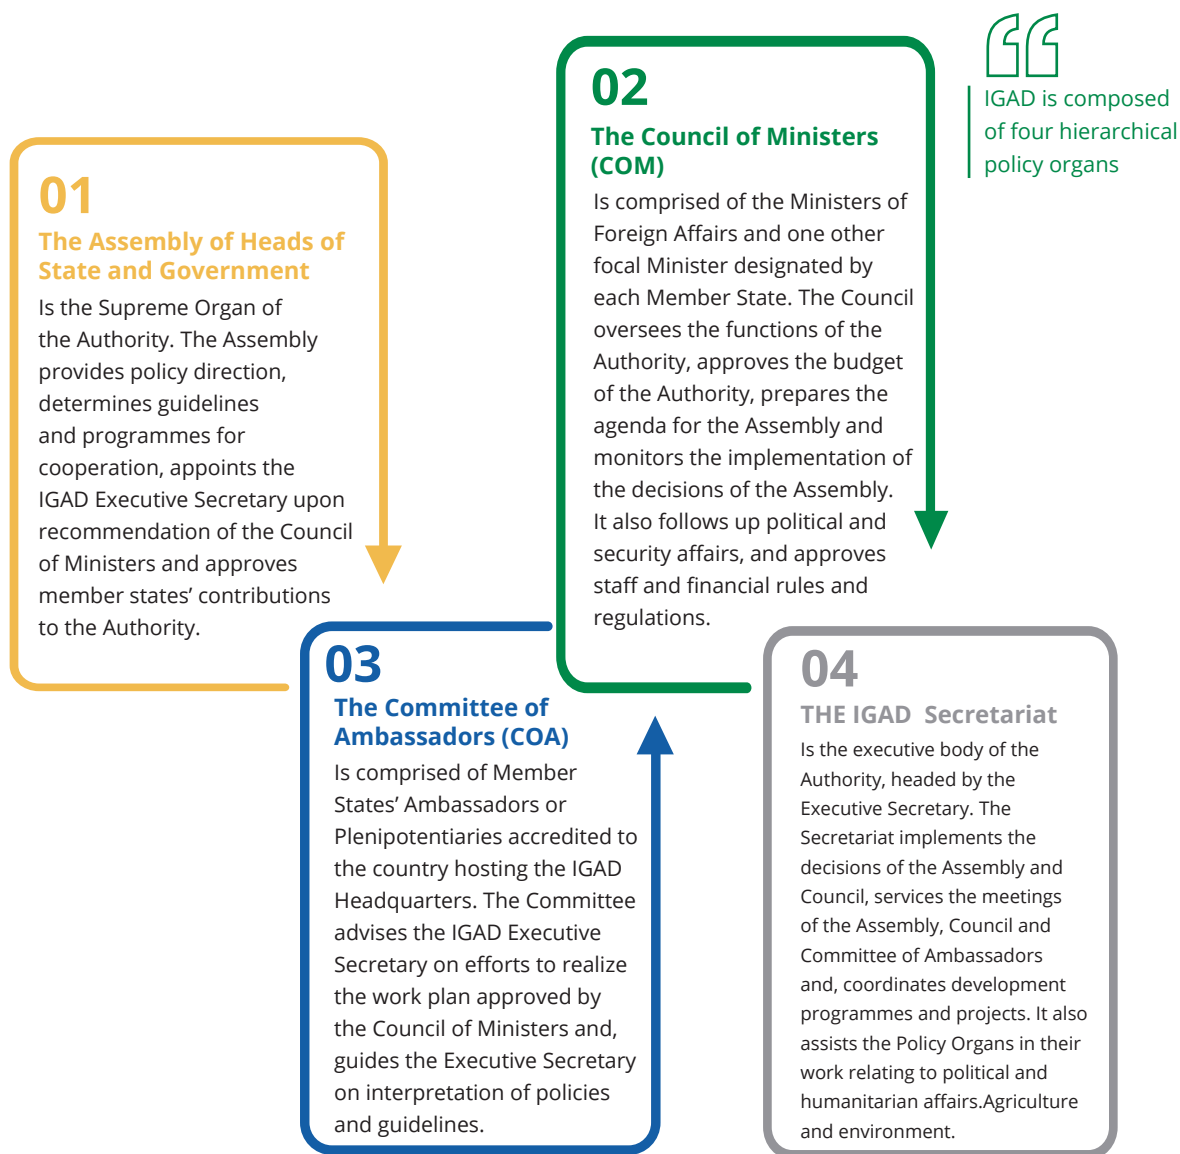 IGAD is composed
of four hierarchical
policy organs
01
The Assembly of Heads of
State and Government
Is the Supreme Organ of
the Authority. The Assembly
provides policy direction,
determines guidelines
and programmes for
cooperation, appoints the
IGAD Executive Secretary upon
recommendation of the Council
of Ministers and approves
member states’ contributions
to the Authority.
02
The Council of Ministers
(COM)
Is comprised of the Ministers of
Foreign Affairs and one other
focal Minister designated by
each Member State. The Council
oversees the functions of the
Authority, approves the budget
of the Authority, prepares the
agenda for the Assembly and
monitors the implementation of
the decisions of the Assembly.
It also follows up political and
security affairs, and approves
staff and financial rules and
regulations.
03
The Committee of
Ambassadors (COA)
Is comprised of Member
States’ Ambassadors or
Plenipotentiaries accredited to
the country hosting the IGAD
Headquarters. The Committee
advises the IGAD Executive
Secretary on efforts to realize
the work plan approved by
the Council of Ministers and,
guides the Executive Secretary
on interpretation of policies
and guidelines.
04
THE IGAD Secretariat
Is the executive body of the
Authority, headed by the
Executive Secretary. The
Secretariat implements the
decisions of the Assembly and
Council, services the meetings
of the Assembly, Council and
Committee of Ambassadors
and, coordinates development
programmes and projects. It also
assists the Policy Organs in their
work relating to political and
humanitarian affairs.Agriculture
and environment.